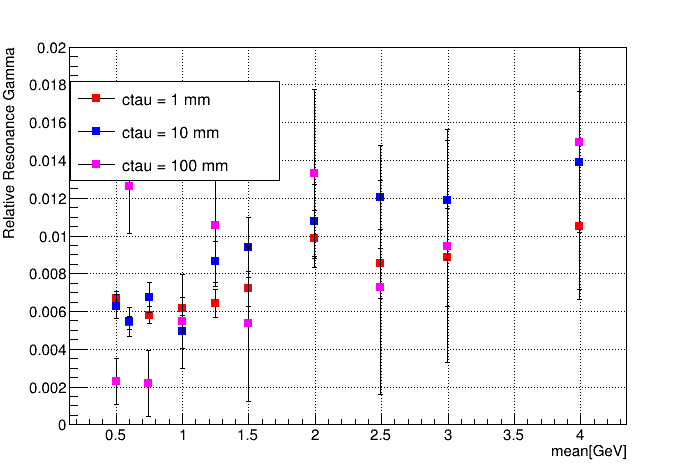 Relative Resonance Gamma
0.02
0.018
0.016
0.014
0.012
0.01
0.008
0.006
0.004
0.002
0
ctau = 1 mm
ctau = 10 mm
ctau = 100 mm
0.5 1 1.5 2 2.5 3 3.5 4
mean[GeV]